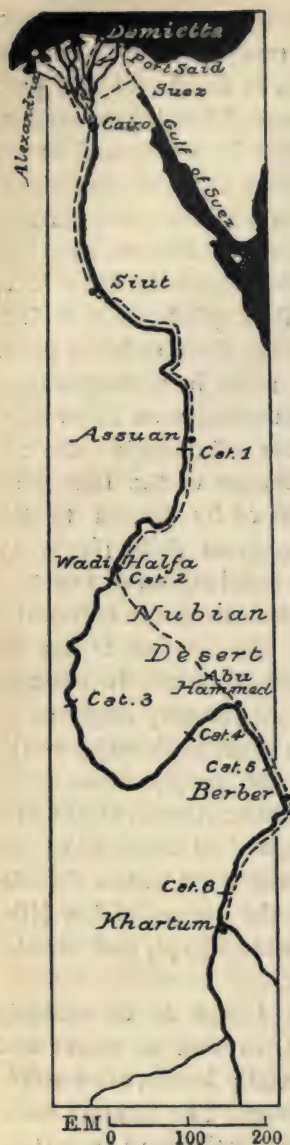 Damietta
Port Said
Suez
Alexandria
Cairo
Gulf of Suez
Siut
Assuan
Cat. 1
Wadi Halfa
Cat. 2
Nubian
Desert
Abu
Hammed
Cat. 3
Cat. 4
Cat. 5
Berber
Cat. 6
Khartum
E.M
0 100 200